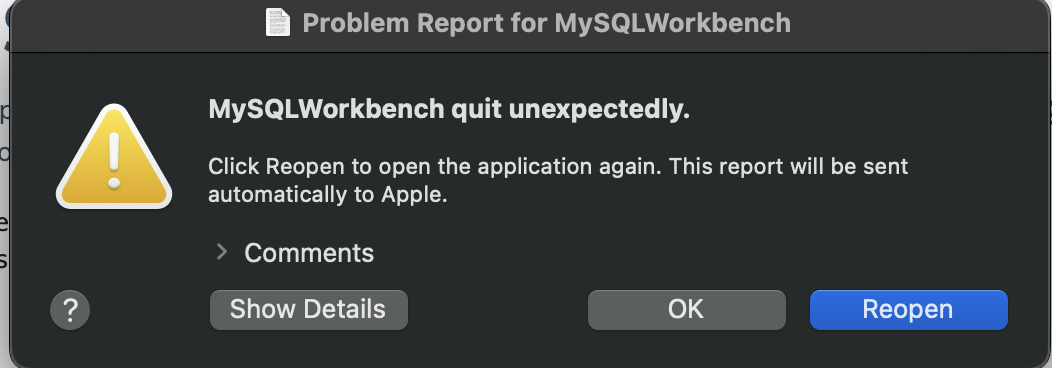 Problem Report for MySQLWorkbench
MySQLWorkbench quit unexpectedly.
Click Reopen to open the application again. This report will be sent
automatically to Apple.
Comments
?
Show Details
OK
Reopen